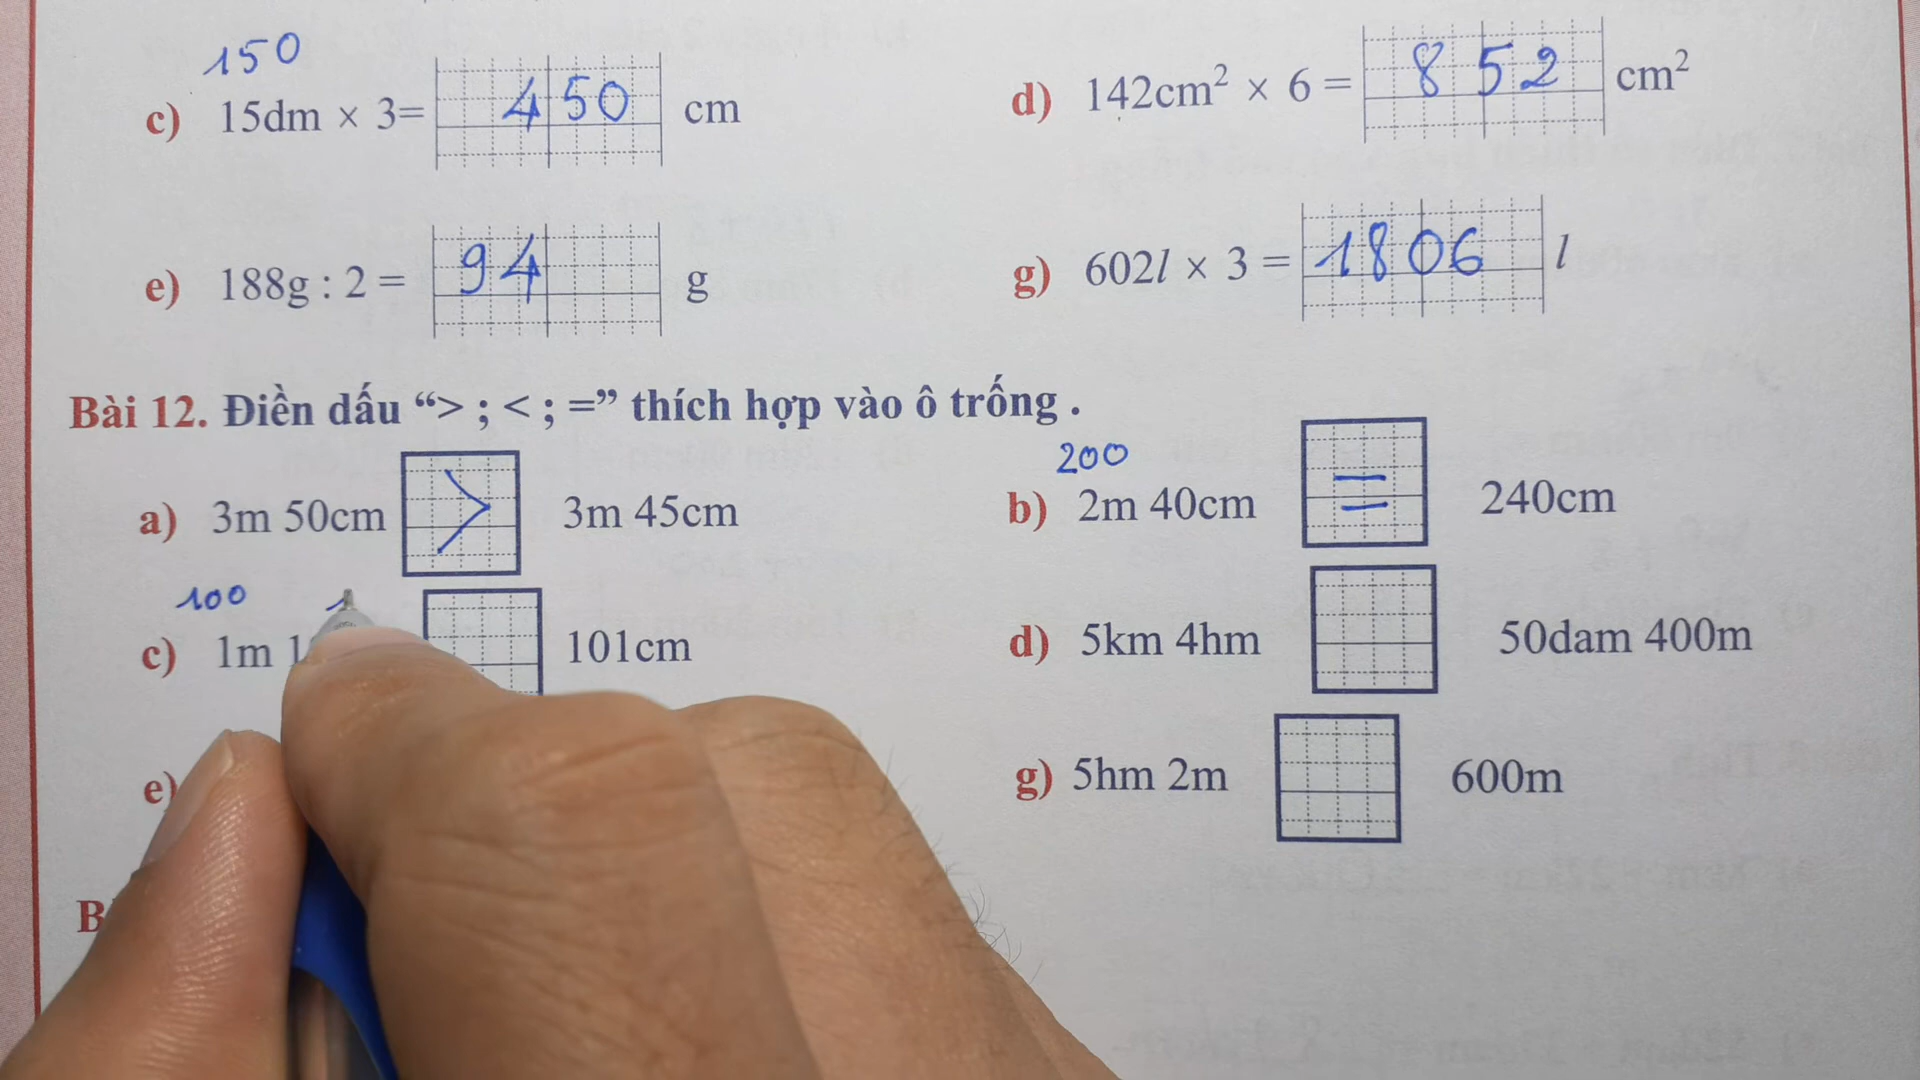 150
c) 15dm × 3= 450 cm
d) 142cm² × 6 = 852 cm²
e) 188g : 2 = 94 g
g) 602l × 3 = 1806 l
Bài 12. Điền dấu “> ; < ; =” thích hợp vào ô trống .
200
a) 3m 50cm > 3m 45cm
b) 2m 40cm = 240cm
100 1
c) 1m 101cm
d) 5km 4hm 50dam 400m
e)
g) 5hm 2m 600m